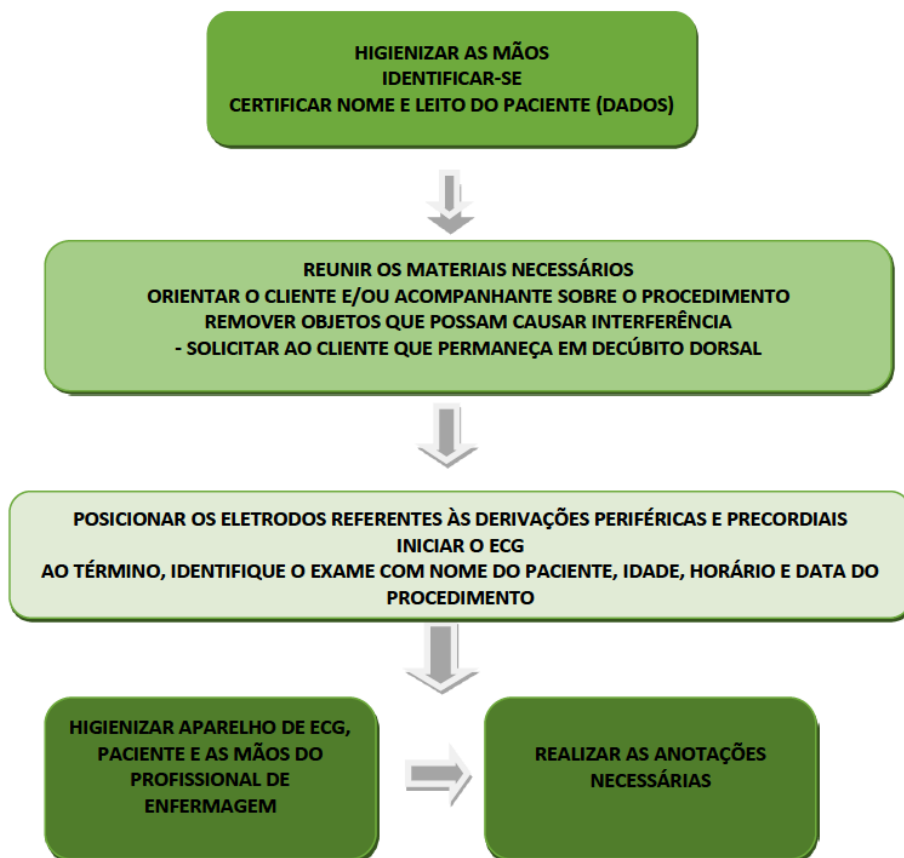 HIGIENIZAR AS MÃOS
IDENTIFICAR-SE
CERTIFICAR NOME E LEITO DO PACIENTE (DADOS)
REUNIR OS MATERIAIS NECESSÁRIOS
ORIENTAR O CLIENTE E/OU ACOMPANHANTE SOBRE O PROCEDIMENTO
REMOVER OBJETOS QUE POSSAM CAUSAR INTERFERÊNCIA
- SOLICITAR AO CLIENTE QUE PERMANEÇA EM DECÚBITO DORSAL
POSICIONAR OS ELETRODOS REFERENTES ÀS DERIVAÇÕES PERIFÉRICAS E PRECORDIAIS
INICIAR O ECG
AO TÉRMINO, IDENTIFIQUE O EXAME COM NOME DO PACIENTE, IDADE, HORÁRIO E DATA DO
PROCEDIMENTO
HIGIENIZAR APARELHO DE ECG,
PACIENTE E AS MÃOS DO
PROFISSIONAL DE
ENFERMAGEM
REALIZAR AS ANOTAÇÕES
NECESSÁRIAS